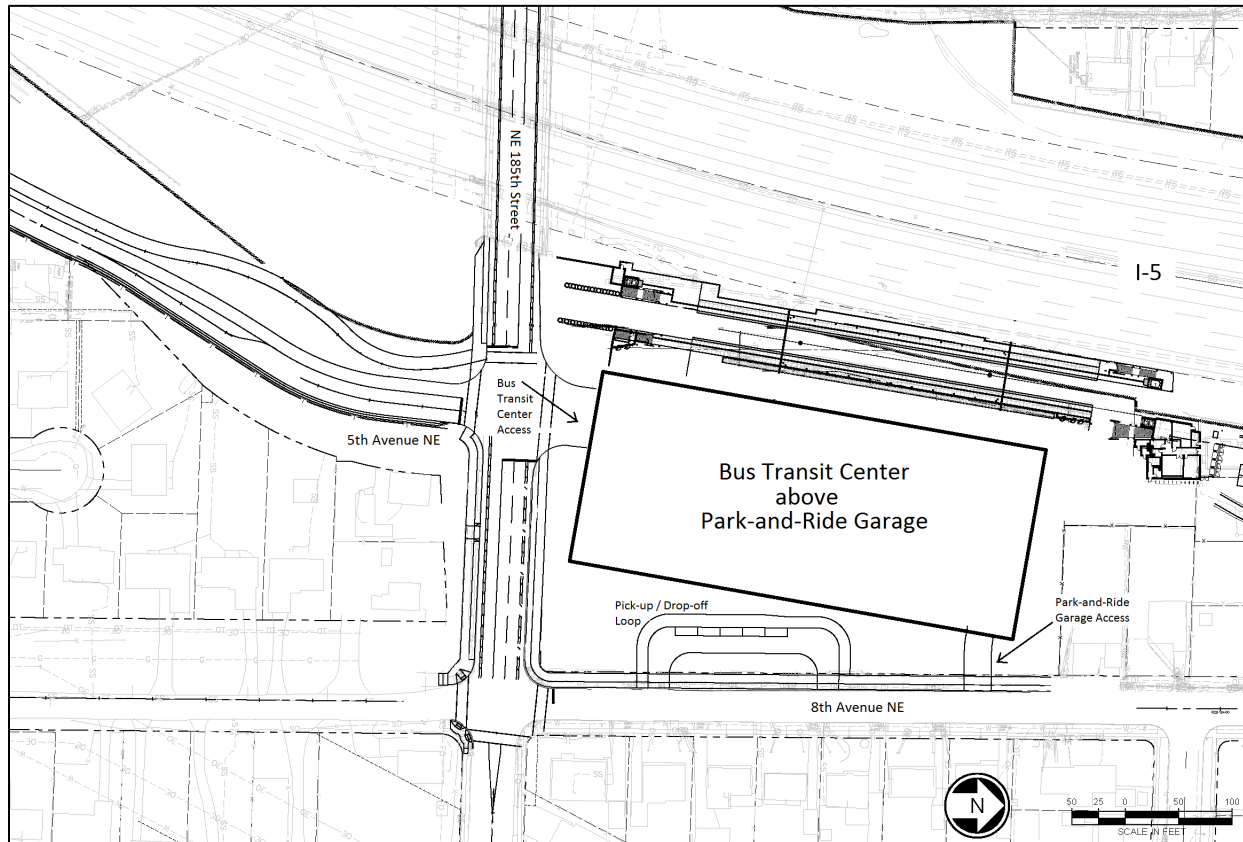 NE 185th Street
I-5
Bus
Transit
Center
Access
5th Avenue NE
Bus Transit Center
above
Park-and-Ride Garage
Pick-up / Drop-off
Loop
Park-and-Ride
Garage Access
8th Avenue NE
N
50 25 0 50 100
SCALE IN FEET